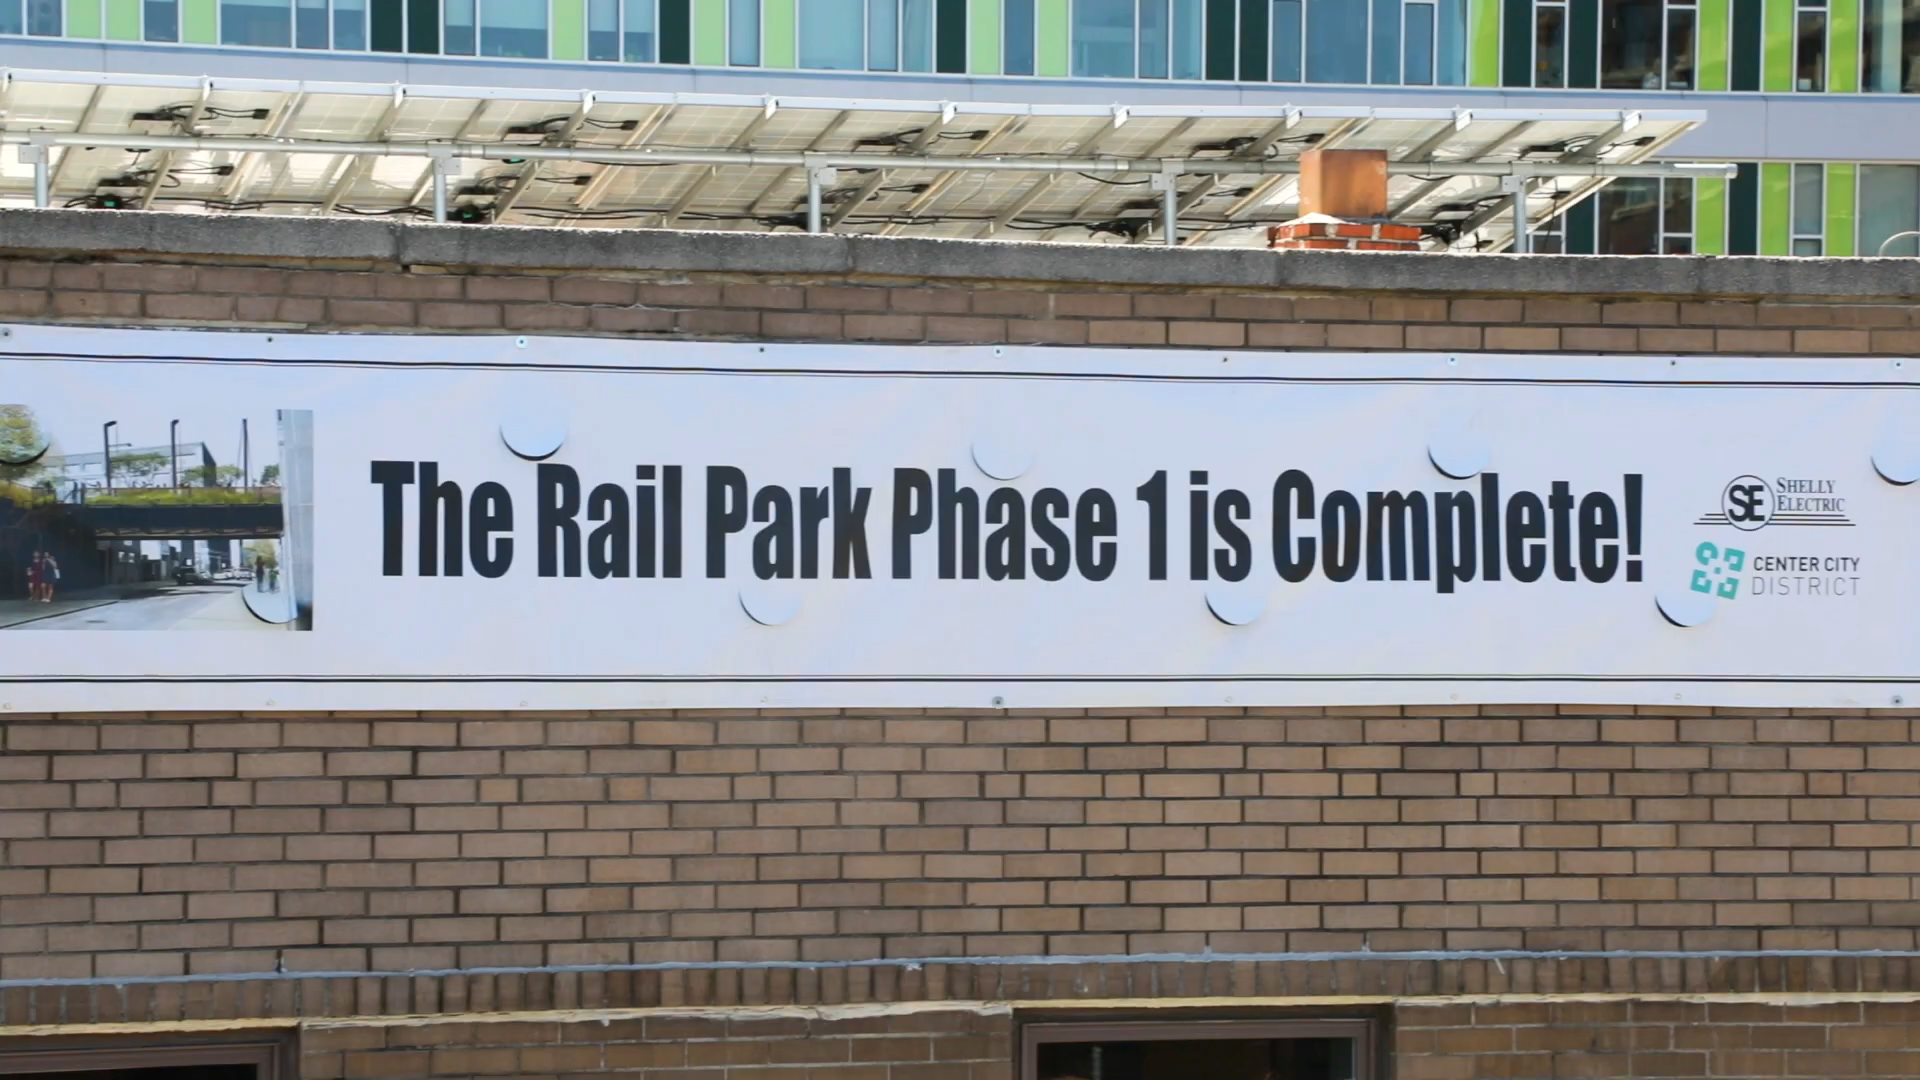 The Rail Park Phase 1 is Complete!
SE SHELLY
ELECTRIC
CENTER CITY
DISTRICT